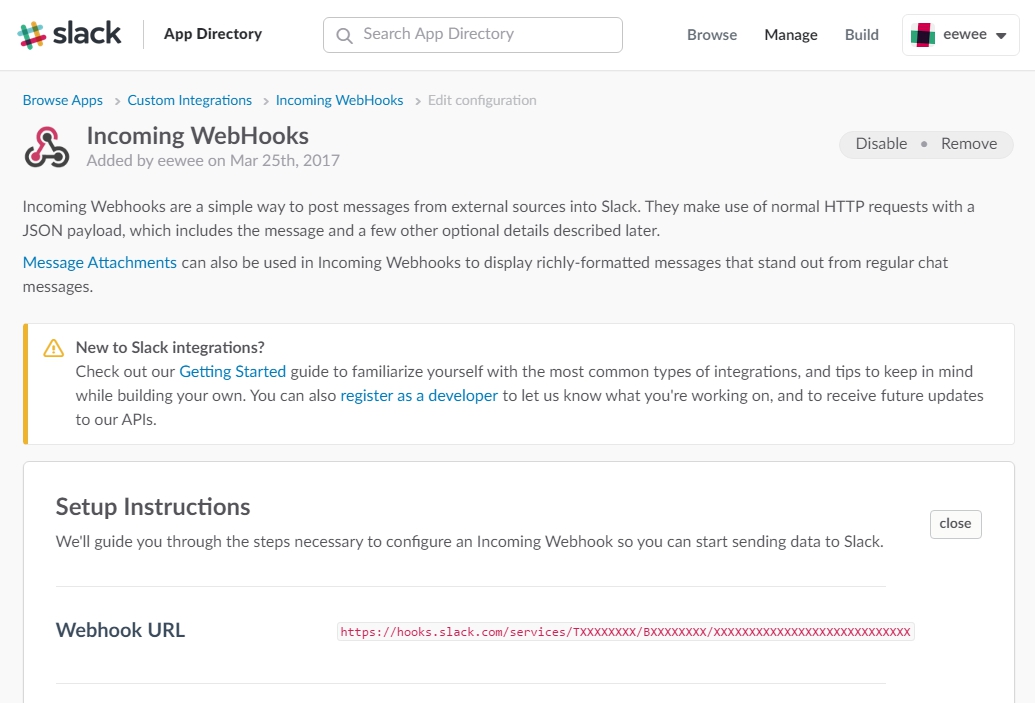 slack App Directory Search App Directory Browse Manage Build eewee
Browse Apps > Custom Integrations > Incoming WebHooks > Edit configuration
Incoming WebHooks
Added by eewee on Mar 25th, 2017
Disable • Remove
Incoming Webhooks are a simple way to post messages from external sources into Slack. They make use of normal HTTP requests with a
JSON payload, which includes the message and a few other optional details described later.
Message Attachments can also be used in Incoming Webhooks to display richly-formatted messages that stand out from regular chat
messages.
New to Slack integrations?
Check out our Getting Started guide to familiarize yourself with the most common types of integrations, and tips to keep in mind
while building your own. You can also register as a developer to let us know what you're working on, and to receive future updates
to our APIs.
Setup Instructions
close
We'll guide you through the steps necessary to configure an Incoming Webhook so you can start sending data to Slack.
Webhook URL https://hooks.slack.com/services/TXXXXXXXX/BXXXXXXXX/XXXXXXXXXXXXXXXXXXXXXXXXXXXX